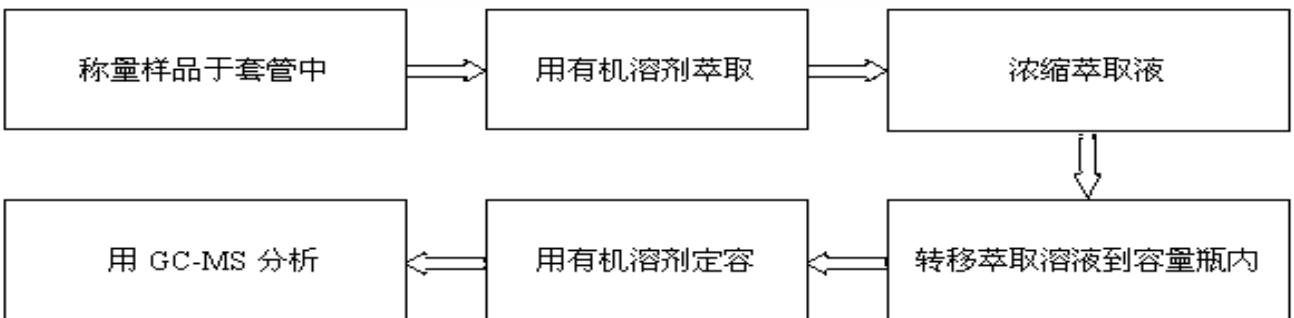 称量样品于套管中
用有机溶剂萃取
浓缩萃取液
转移萃取溶液到容量瓶内
用有机溶剂定容
用 GC-MS 分析